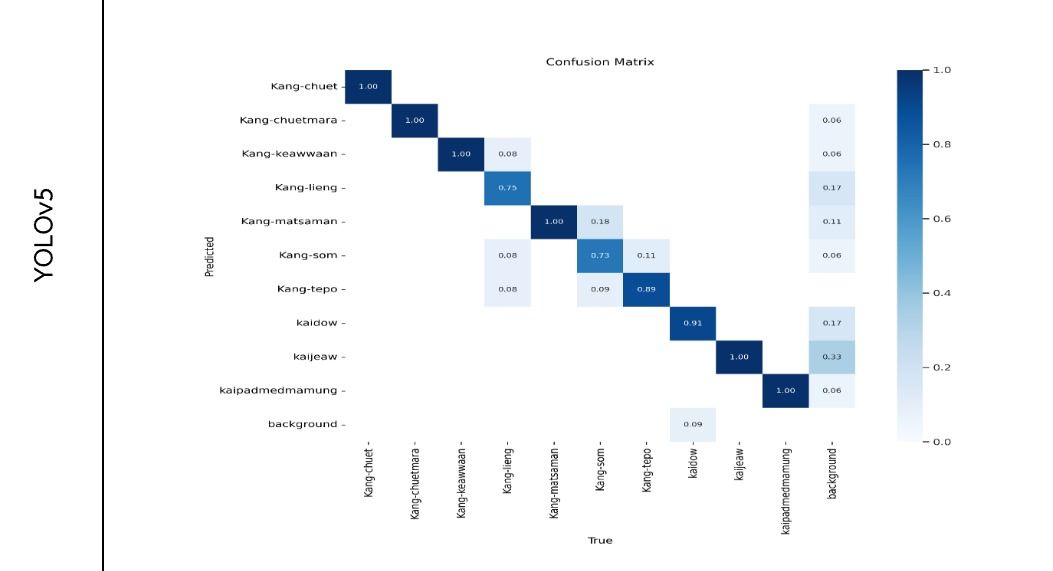 YOLOv5
Confusion Matrix
Predicted
Kang-chuet 1.00
Kang-chuetmara 1.00 0.06
Kang-keawwaan 1.00 0.08 0.06
Kang-lieng 0.75 0.17
Kang-matsaman 1.00 0.18 0.11
Kang-som 0.08 0.73 0.11 0.06
Kang-tepo 0.08 0.09 0.89
kaidow 0.91 0.17
kaijeaw 1.00 0.33
kaipadmedmamung 1.00 0.06
background 0.09
Kang-chuet
Kang-chuetmara
Kang-keawwaan
Kang-lieng
Kang-matsaman
Kang-som
Kang-tepo
kaidow
kaijeaw
kaipadmedmamung
background
True
1.0
0.8
0.6
0.4
0.2
0.0